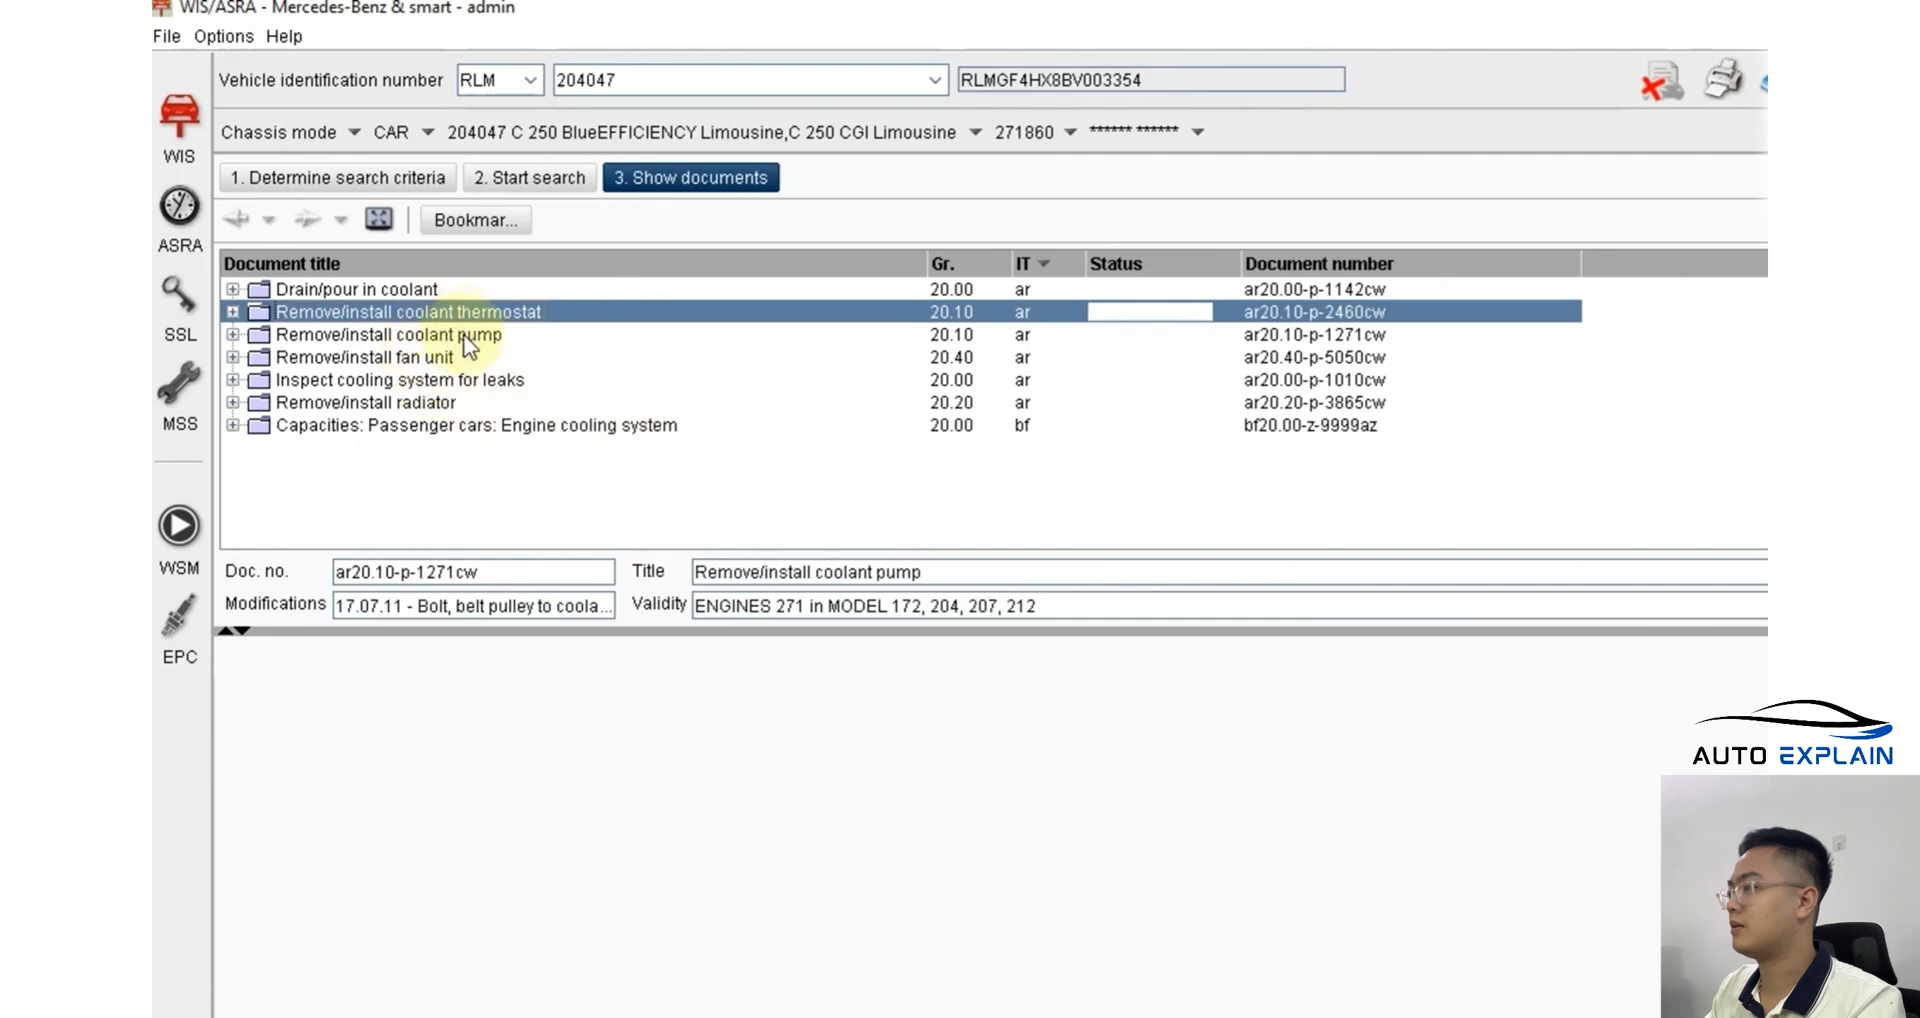 WIS/ASRA - Mercedes-Benz & smart - admin
File Options Help
Vehicle identification number RLM 204047 RLMGF4HX8BV003354
Chassis mode CAR 204047 C 250 BlueEFFICIENCY Limousine,C 250 CGI Limousine 271860 ****** ******
WIS
1. Determine search criteria 2. Start search 3. Show documents
Bookmar...
ASRA
Document title Gr. IT Status Document number
Drain/pour in coolant 20.00 ar ar20.00-p-1142cw
Remove/install coolant thermostat 20.10 ar ar20.10-p-2460cw
Remove/install coolant pump 20.10 ar ar20.10-p-1271cw
SSL
Remove/install fan unit 20.40 ar ar20.40-p-5050cw
Inspect cooling system for leaks 20.00 ar ar20.00-p-1010cw
Remove/install radiator 20.20 ar ar20.20-p-3865cw
Capacities: Passenger cars: Engine cooling system 20.00 bf bf20.00-z-9999az
MSS
WSM
Doc. no. ar20.10-p-1271cw Title Remove/install coolant pump
Modifications 17.07.11 - Bolt, belt pulley to coola... Validity ENGINES 271 in MODEL 172, 204, 207, 212
EPC
AUTO EXPLAIN